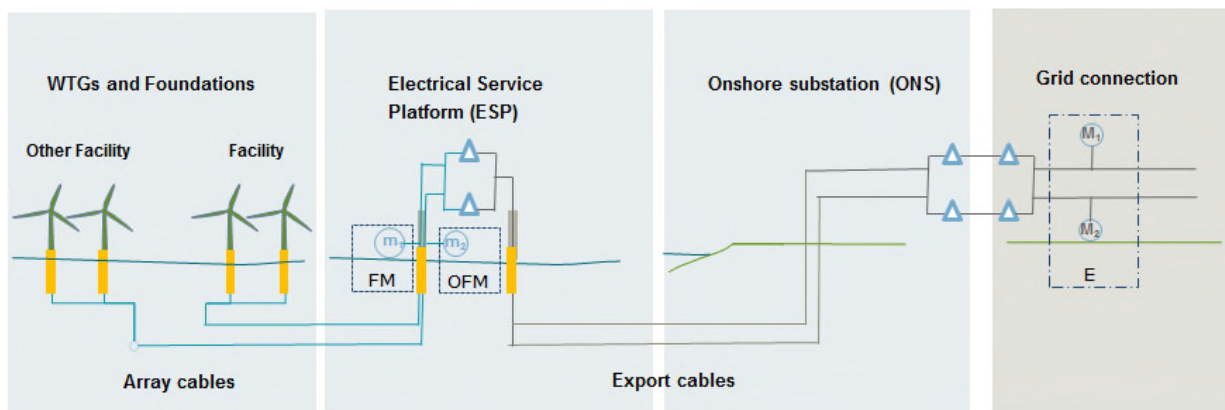 WTGs and Foundations
Other Facility
Facility
Array cables
Electrical Service
Platform (ESP)
m1
m2
FM
OFM
Export cables
Onshore substation (ONS)
Grid connection
M1
M2
E